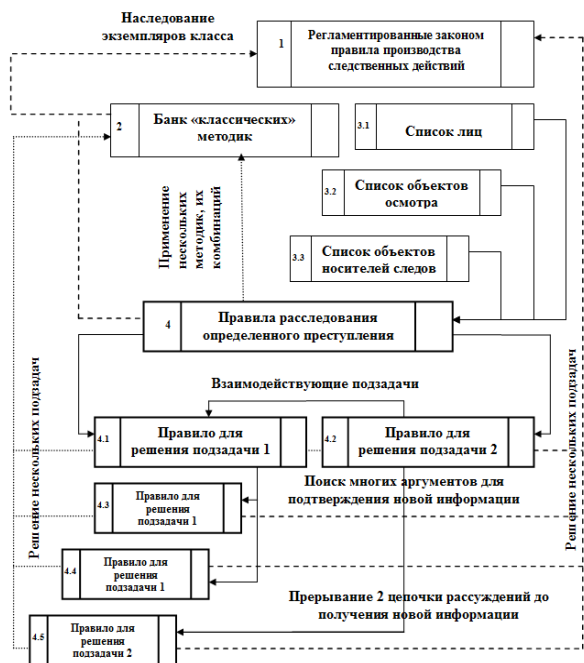 Наследование
экземпляров класса
1
Регламентированные законом
правила производства
следственных действий
2
Банк «классических»
методик
3.1
Список лиц
3.2
Список объектов
осмотра
3.3
Список объектов
носителей следов
Применение
нескольких
методик, их
комбинаций
4
Правила расследования
определенного преступления
Взаимодействующие подзадачи
4.1
Правило для
решения подзадачи 1
4.2
Правило для
решения подзадачи 2
Поиск многих аргументов для
подтверждения новой информации
4.3
Правило для
решения
подзадачи 1
4.4
Правило для
решения
подзадачи 1
Прерывание 2 цепочки рассуждений до
получения новой информации
4.5
Правило для
решения
подзадачи 2
Решение нескольких подзадач
Решение нескольких подзадач